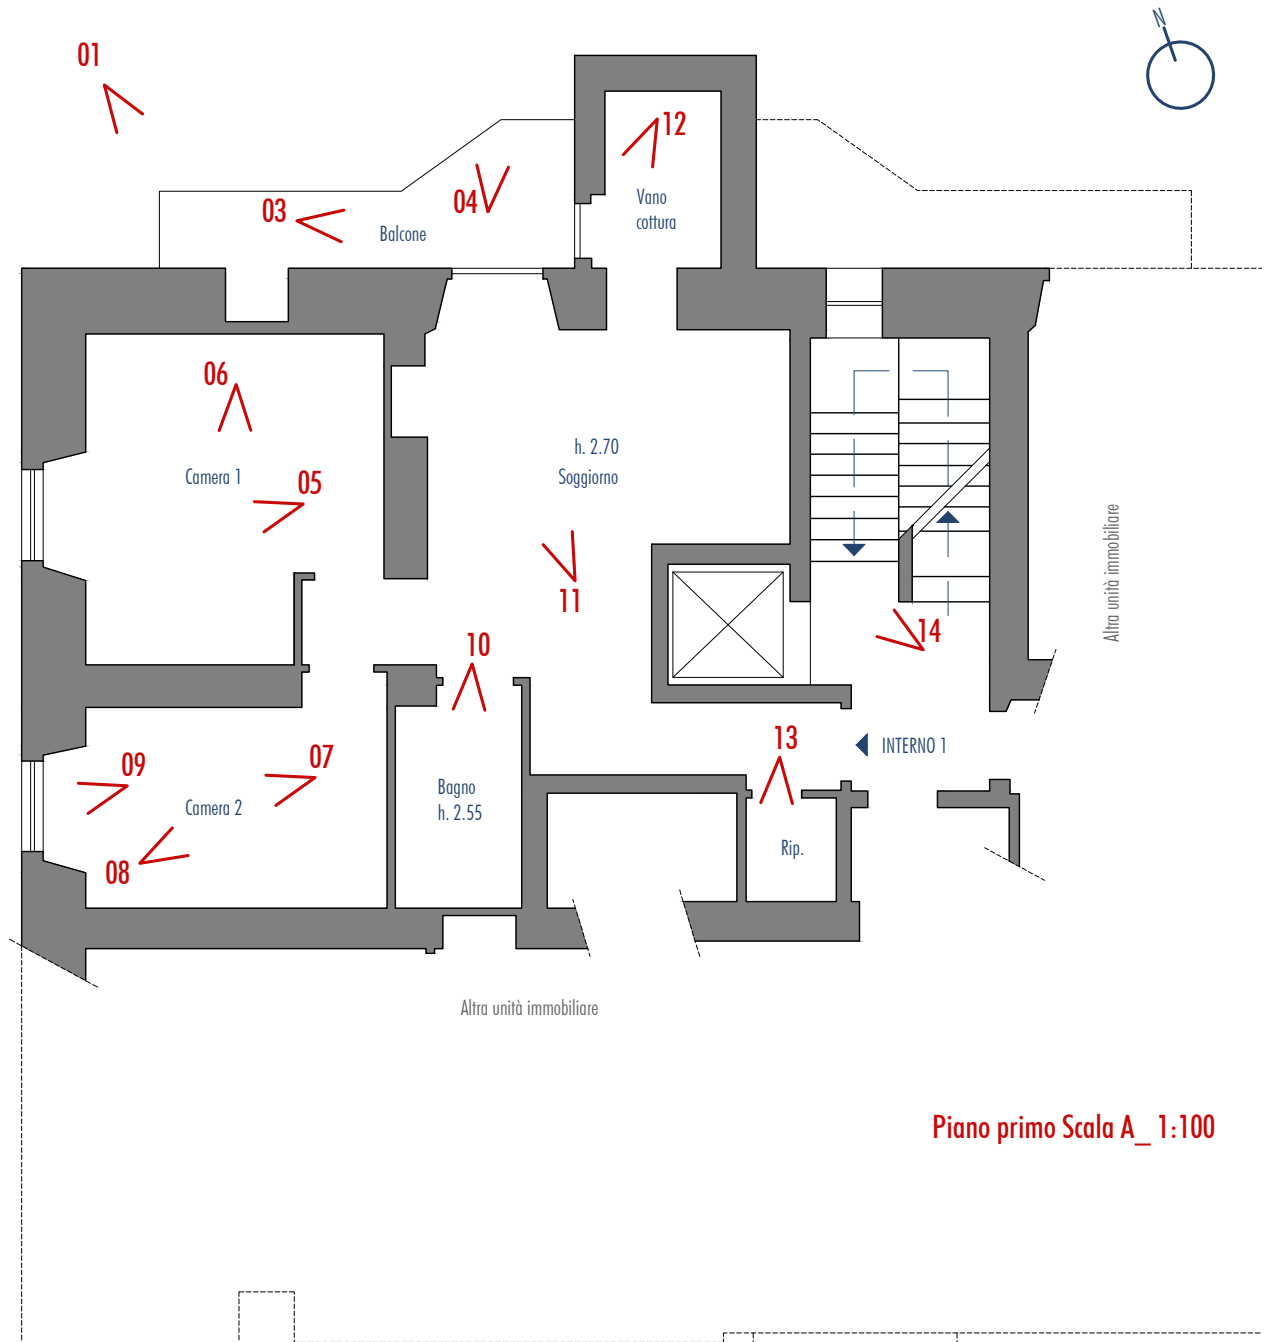 N
01
12
03
04
Vano
cottura
Balcone
06
h. 2.70
Soggiorno
Camera 1
05
Altra unità immobiliare
11
14
10
13
INTERNO 1
09
07
Camera 2
Bagno
h. 2.55
08
Rip.
Altra unità immobiliare
Piano primo Scala A_ 1:100